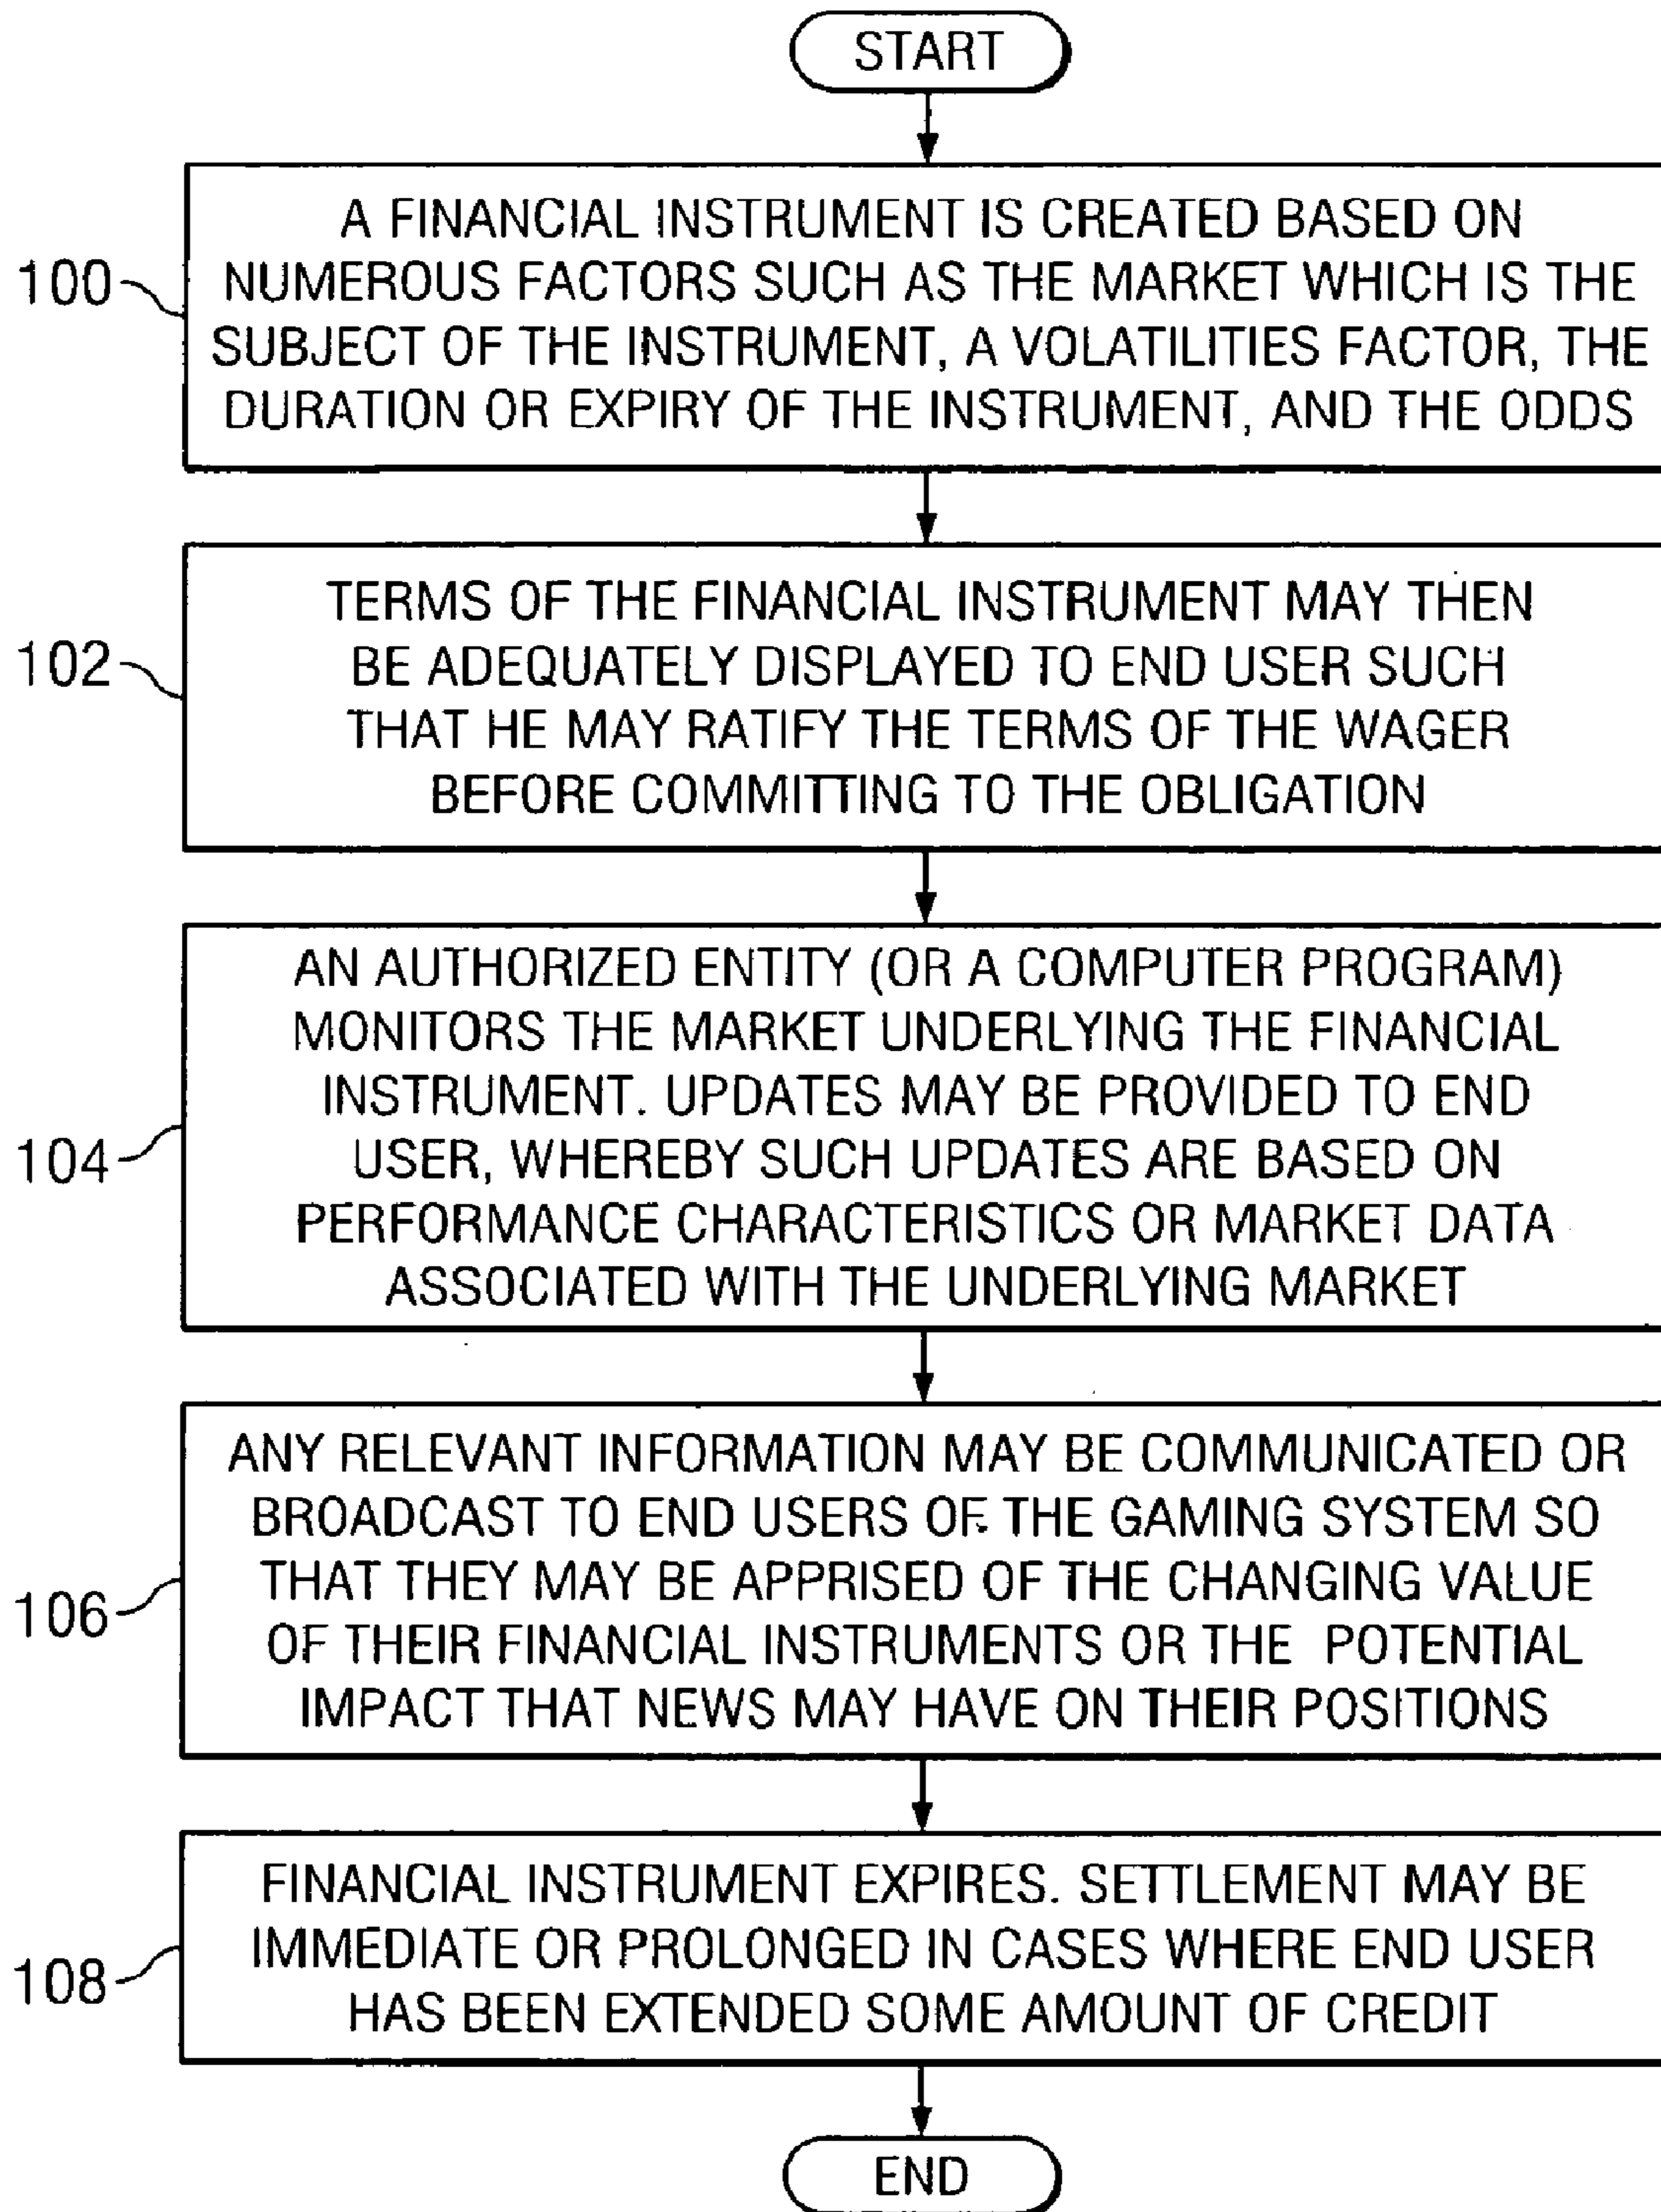 START
A FINANCIAL INSTRUMENT IS CREATED BASED ON
100
NUMEROUS FACTORS SUCH AS THE MARKET WHICH IS THE
SUBJECT OF THE INSTRUMENT, A VOLATILITIES FACTOR, THE
DURATION OR EXPIRY OF THE INSTRUMENT, AND THE ODDS
TERMS OF THE FINANCIAL INSTRUMENT MAY THEN
102
BE ADEQUATELY DISPLAYED TO END USER SUCH
THAT HE MAY RATIFY THE TERMS OF THE WAGER
BEFORE COMMITTING TO THE OBLIGATION
AN AUTHORIZED ENTITY (OR A COMPUTER PROGRAM)
MONITORS THE MARKET UNDERLYING THE FINANCIAL
INSTRUMENT. UPDATES MAY BE PROVIDED TO END
104
USER, WHEREBY SUCH UPDATES ARE BASED ON
PERFORMANCE CHARACTERISTICS OR MARKET DATA
ASSOCIATED WITH THE UNDERLYING MARKET
ANY RELEVANT INFORMATION MAY BE COMMUNICATED OR
BROADCAST TO END USERS OF THE GAMING SYSTEM SO
THAT THEY MAY BE APPRISED OF THE CHANGING VALUE
106
OF THEIR FINANCIAL INSTRUMENTS OR THE POTENTIAL
IMPACT THAT NEWS MAY HAVE ON THEIR POSITIONS
FINANCIAL INSTRUMENT EXPIRES. SETTLEMENT MAY BE
108
IMMEDIATE OR PROLONGED IN CASES WHERE END USER
HAS BEEN EXTENDED SOME AMOUNT OF CREDIT
END